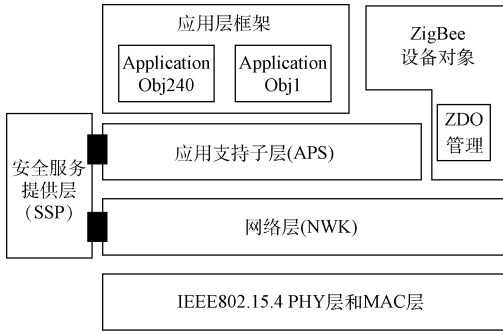 应用层框架
Application
Obj240
Application
Obj1
ZigBee
设备对象
ZDO
管理
安全服务
提供层
（SSP）
应用支持子层(APS)
网络层(NWK)
IEEE802.15.4 PHY层和MAC层